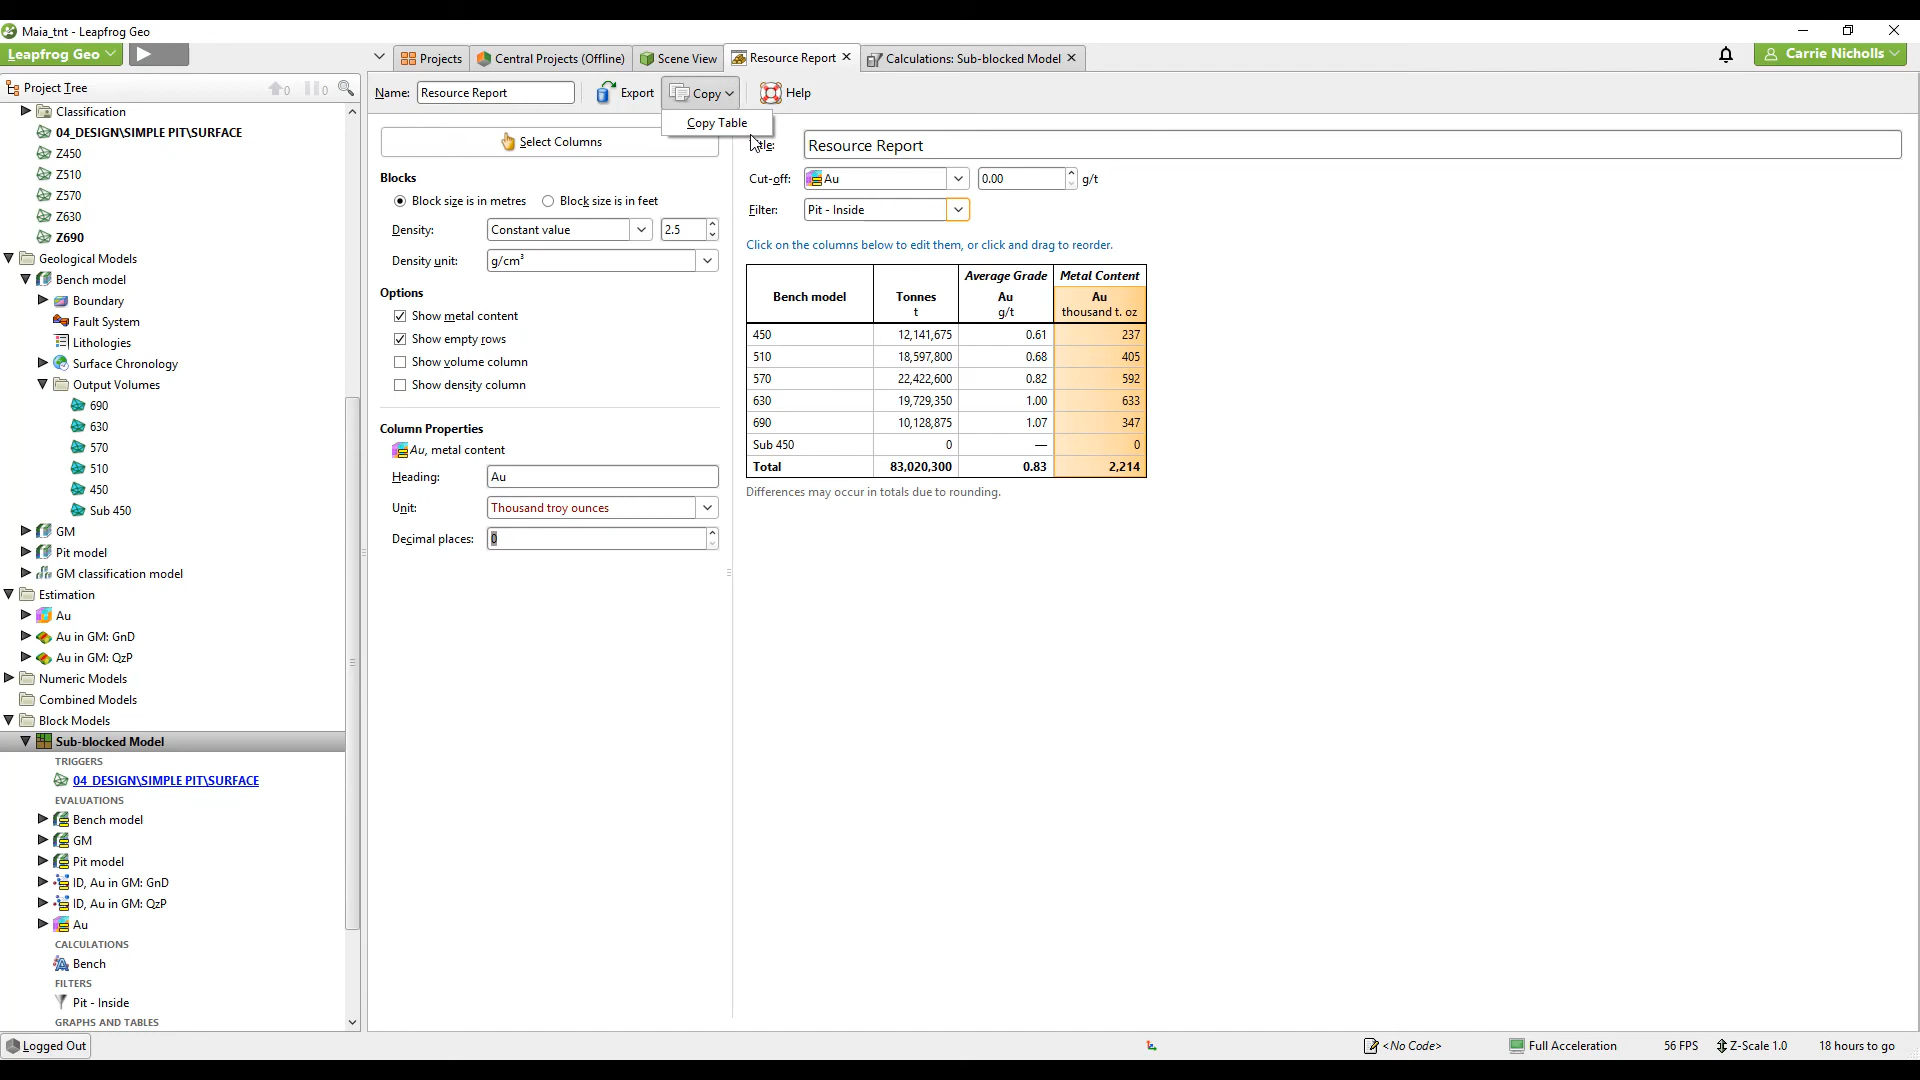 Maia_tnt - Leapfrog Geo
Leapfrog Geo
Projects
Central Projects (Offline)
Scene View
Resource Report
Calculations: Sub-blocked Model
Carrie Nicholls
Project Tree
0
0
Name: Resource Report
Export
Copy
Help
Copy Table
Classification
04_DESIGN\SIMPLE PIT\SURFACE
Z450
Z510
Z570
Z630
Z690
Geological Models
Bench model
Boundary
Fault System
Lithologies
Surface Chronology
Output Volumes
690
630
570
510
450
Sub 450
GM
Pit model
GM classification model
Estimation
Au
Au in GM: GnD
Au in GM: QzP
Numeric Models
Combined Models
Block Models
Sub-blocked Model
TRIGGERS
04_DESIGN\SIMPLE PIT\SURFACE
EVALUATIONS
Bench model
GM
Pit model
ID, Au in GM: GnD
ID, Au in GM: QzP
Au
CALCULATIONS
Bench
FILTERS
Pit - Inside
GRAPHS AND TABLES
Select Columns
Blocks
Block size is in metres
Block size is in feet
Density: Constant value 2.5
Density unit: g/cm³
Options
Show metal content
Show empty rows
Show volume column
Show density column
Column Properties
Au, metal content
Heading: Au
Unit: Thousand troy ounces
Decimal places: 0
Resource Report
Cut-off: Au 0.00 g/t
Filter: Pit - Inside
Click on the columns below to edit them, or click and drag to reorder.
Average Grade Metal Content
Bench model Tonnes Au Au
t g/t thousand t. oz
450 12,141,675 0.61 237
510 18,597,800 0.68 405
570 22,422,600 0.82 592
630 19,729,350 1.00 633
690 10,128,875 1.07 347
Sub 450 0 — 0
Total 83,020,300 0.83 2,214
Differences may occur in totals due to rounding.
Logged Out
<No Code>
Full Acceleration
56 FPS
Z-Scale 1.0
18 hours to go